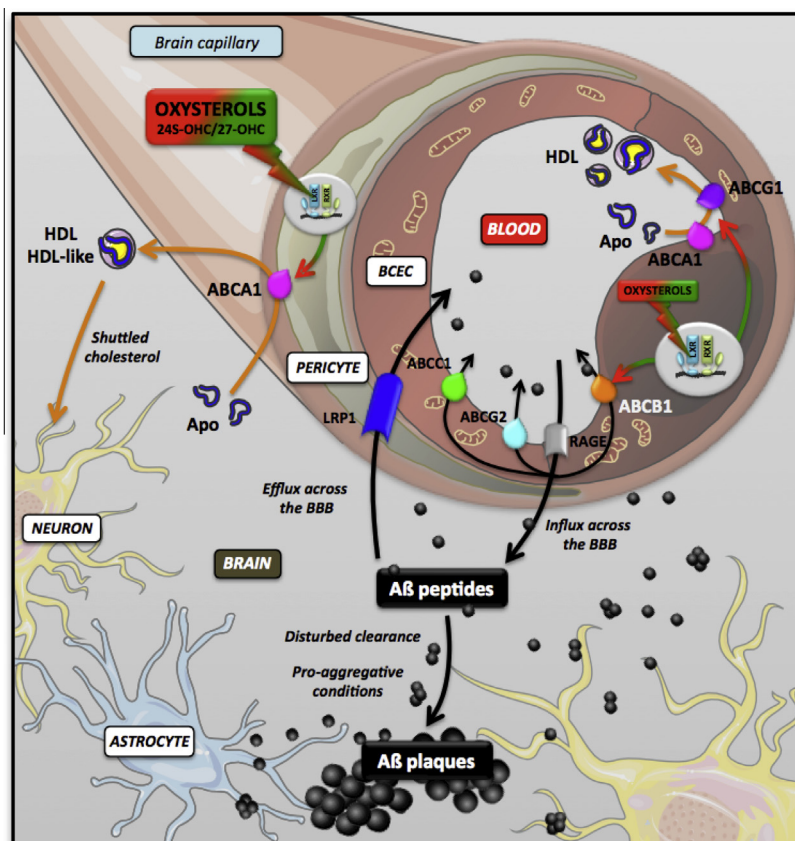 Brain capillary
OXYSTEROLS
24S-OHC/27-OHC
LXR
RXR
HDL
ABCG1
BLOOD
Apo
ABCA1
HDL
HDL-like
ABCA1
BCEC
OXYSTEROLS
LXR
RXR
Shuttled
cholesterol
PERICYTE
ABCC1
ABCB1
Apo
LRP1
ABCG2
RAGE
Efflux across
the BBB
NEURON
Influx across
the BBB
BRAIN
Aß peptides
Disturbed clearance
Pro-aggregative
conditions
ASTROCYTE
Aß plaques